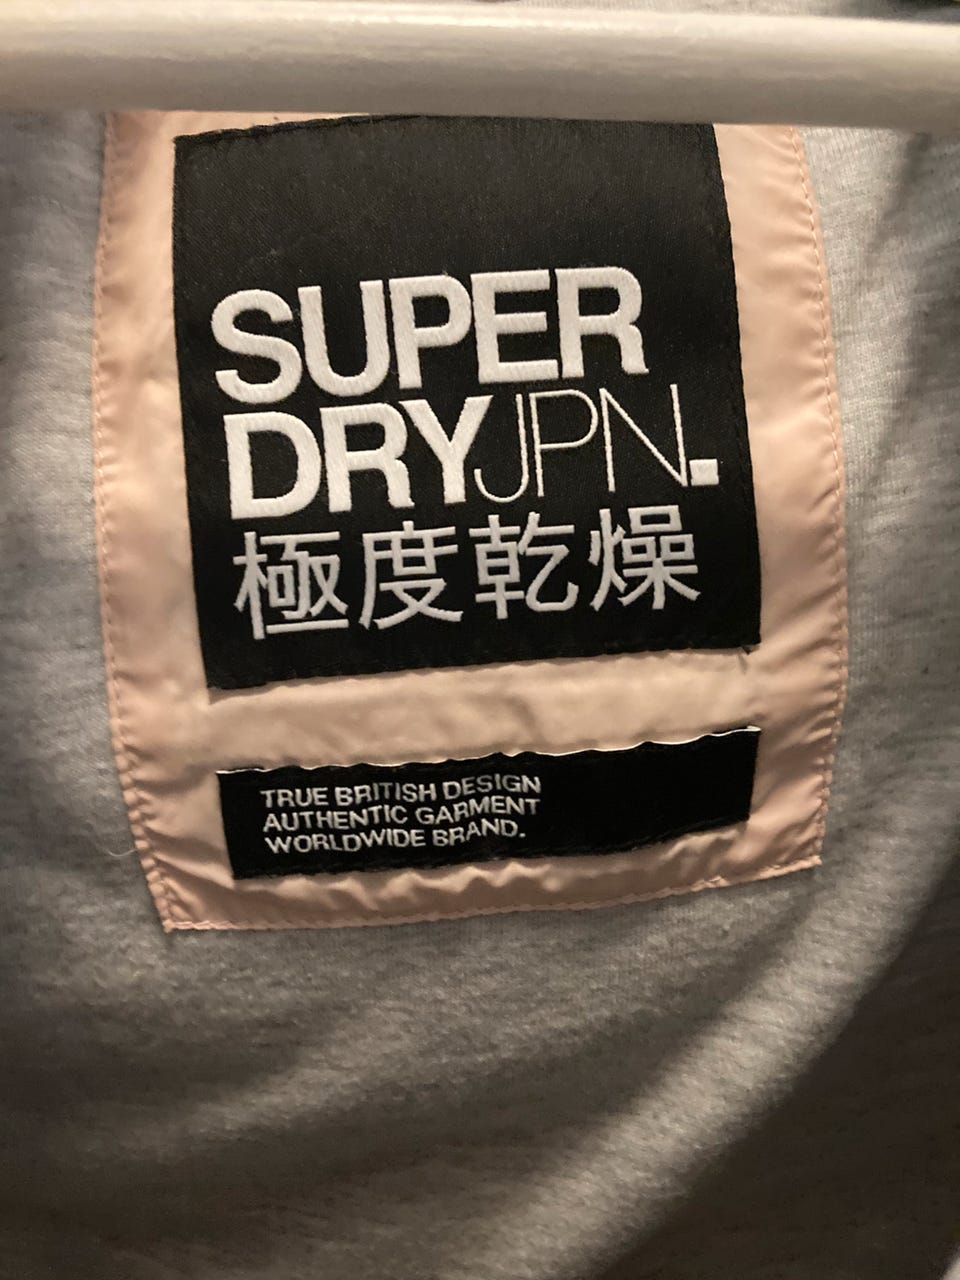 SUPER
DRYJPN.
極度乾燥
TRUE BRITISH DESIGN
AUTHENTIC GARMENT
WORLDWIDE BRAND.